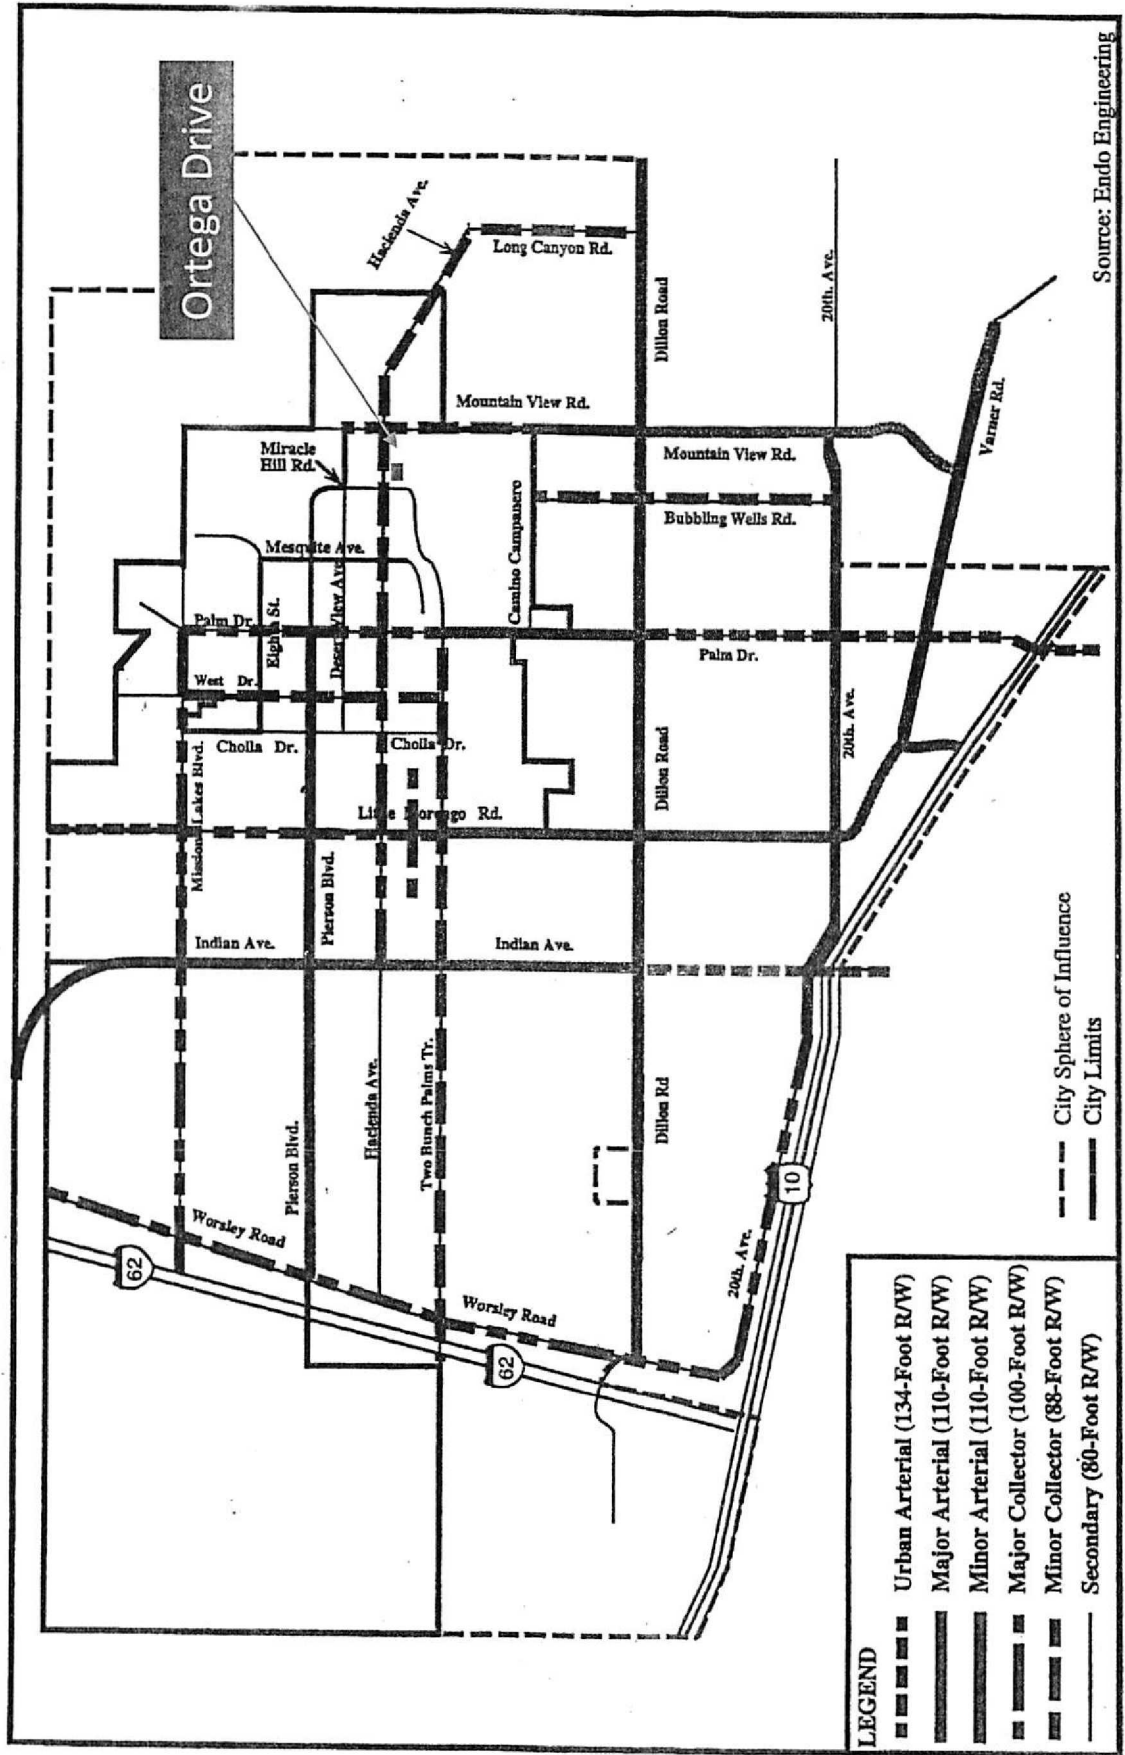 Ortega Drive
Hacienda Ave.
Long Canyon Rd.
Dillon Road
20th. Ave.
Source: Endo Engineering
Mountain View Rd.
Miracle
Hill Rd.
Mountain View Rd.
Varner Rd.
Bubbling Wells Rd.
Camino Campanero
Mesquite Ave.
Desert View Ave.
Palm Dr.
Eighth St.
Palm Dr.
West Dr.
Cholla Dr.
Cholla Dr.
20th. Ave.
Dillon Road
Mission Lakes Blvd.
Little Morongo Rd.
Pierson Blvd.
Indian Ave.
Indian Ave.
Hacienda Ave.
Two Bunch Palms Tr.
Dillon Rd
Pierson Blvd.
Worsley Road
Worsley Road
20th. Ave.
10
62
62
City Sphere of Influence
City Limits
LEGEND
Urban Arterial (134-Foot R/W)
Major Arterial (110-Foot R/W)
Minor Arterial (110-Foot R/W)
Major Collector (100-Foot R/W)
Minor Collector (88-Foot R/W)
Secondary (80-Foot R/W)